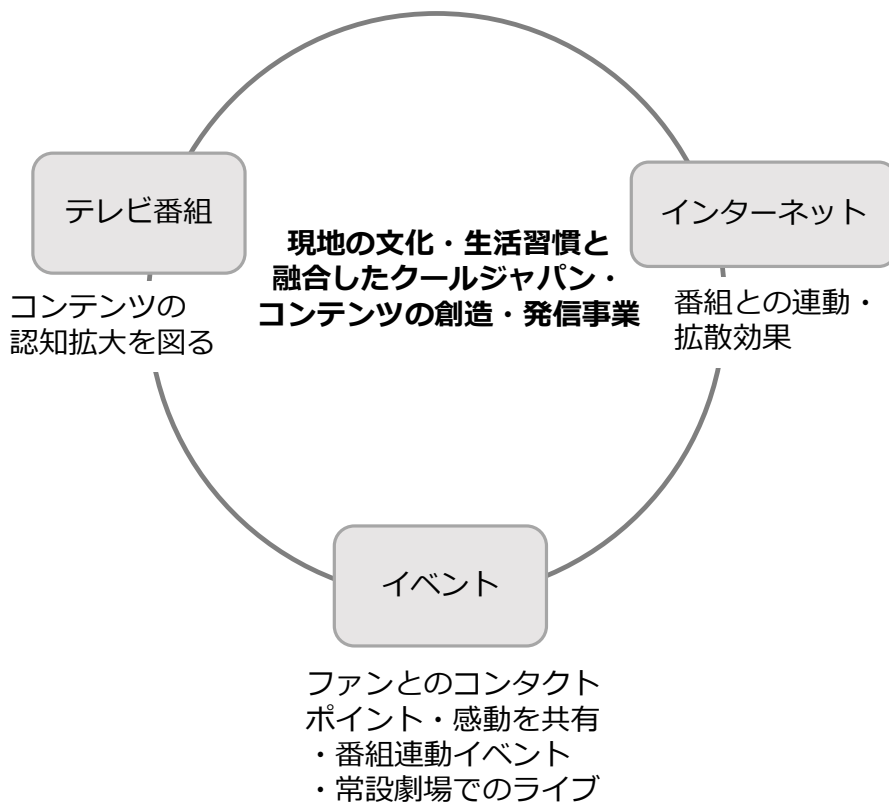 テレビ番組
コンテンツの
認知拡大を図る
現地の文化・生活習慣と
融合したクールジャパン・
コンテンツの創造・発信事業
インターネット
番組との連動・
拡散効果
イベント
ファンとのコンタクト
ポイント・感動を共有
・番組連動イベント
・常設劇場でのライブ